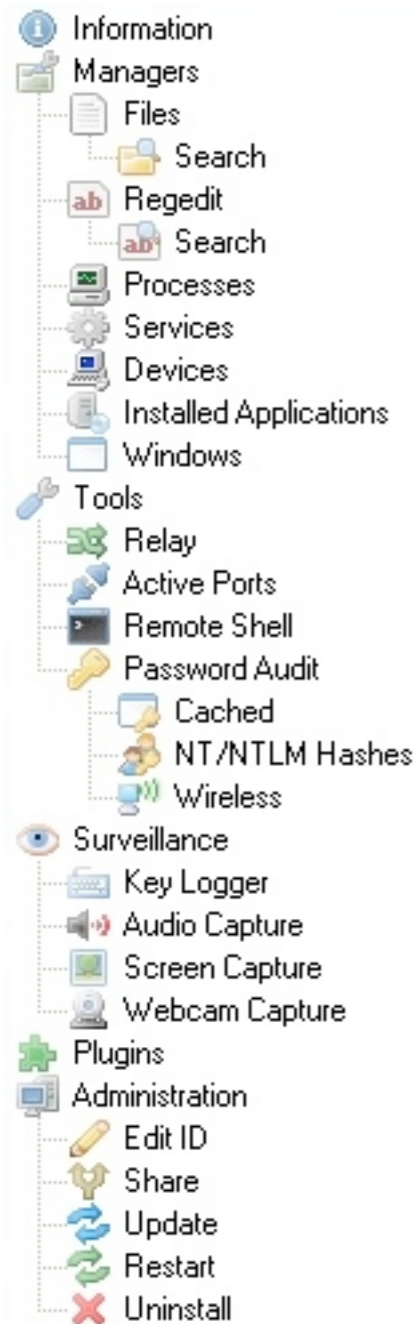 Information
Managers
Files
Search
ab Regedit
ab Search
Processes
Services
Devices
Installed Applications
Windows
Tools
Relay
Active Ports
Remote Shell
Password Audit
Cached
NT/NTLM Hashes
Wireless
Surveillance
Key Logger
Audio Capture
Screen Capture
Webcam Capture
Plugins
Administration
Edit ID
Share
Update
Restart
Uninstall